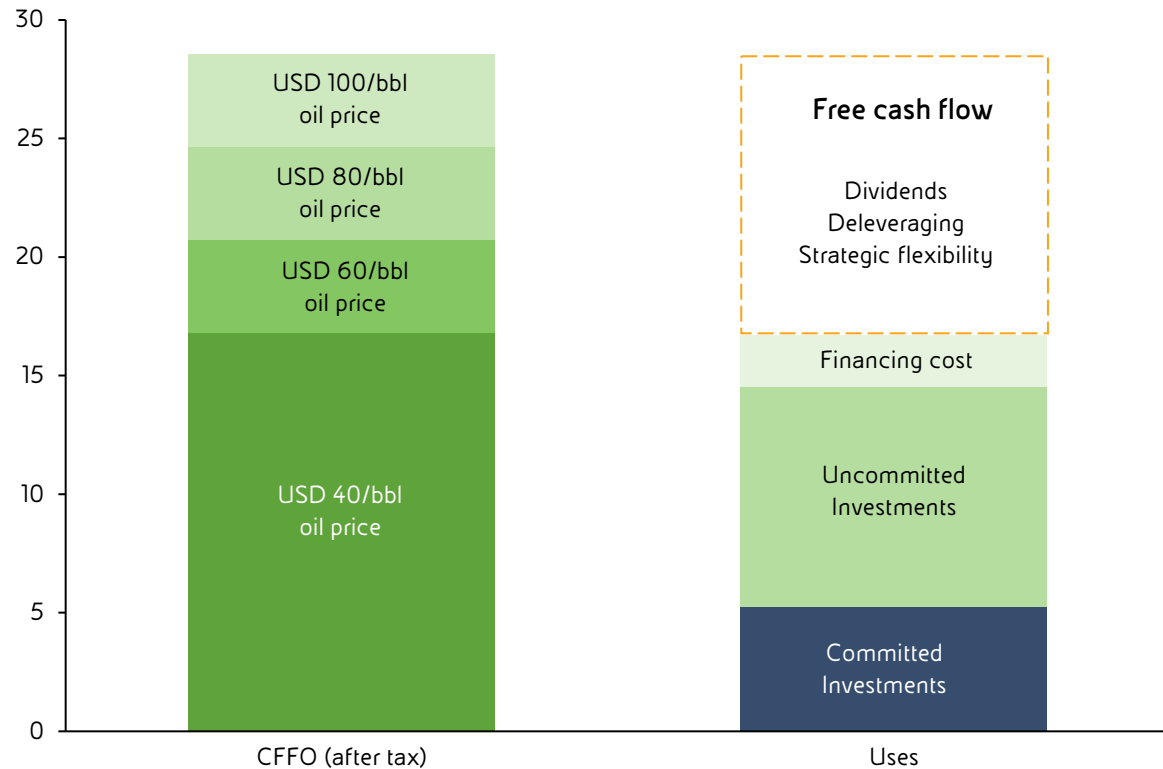 30
25
20
15
10
5
0
USD 100/bbl
oil price
USD 80/bbl
oil price
USD 60/bbl
oil price
USD 40/bbl
oil price
CFFO (after tax)
Free cash flow
Dividends
Deleveraging
Strategic flexibility
Financing cost
Uncommitted
Investments
Committed
Investments
Uses